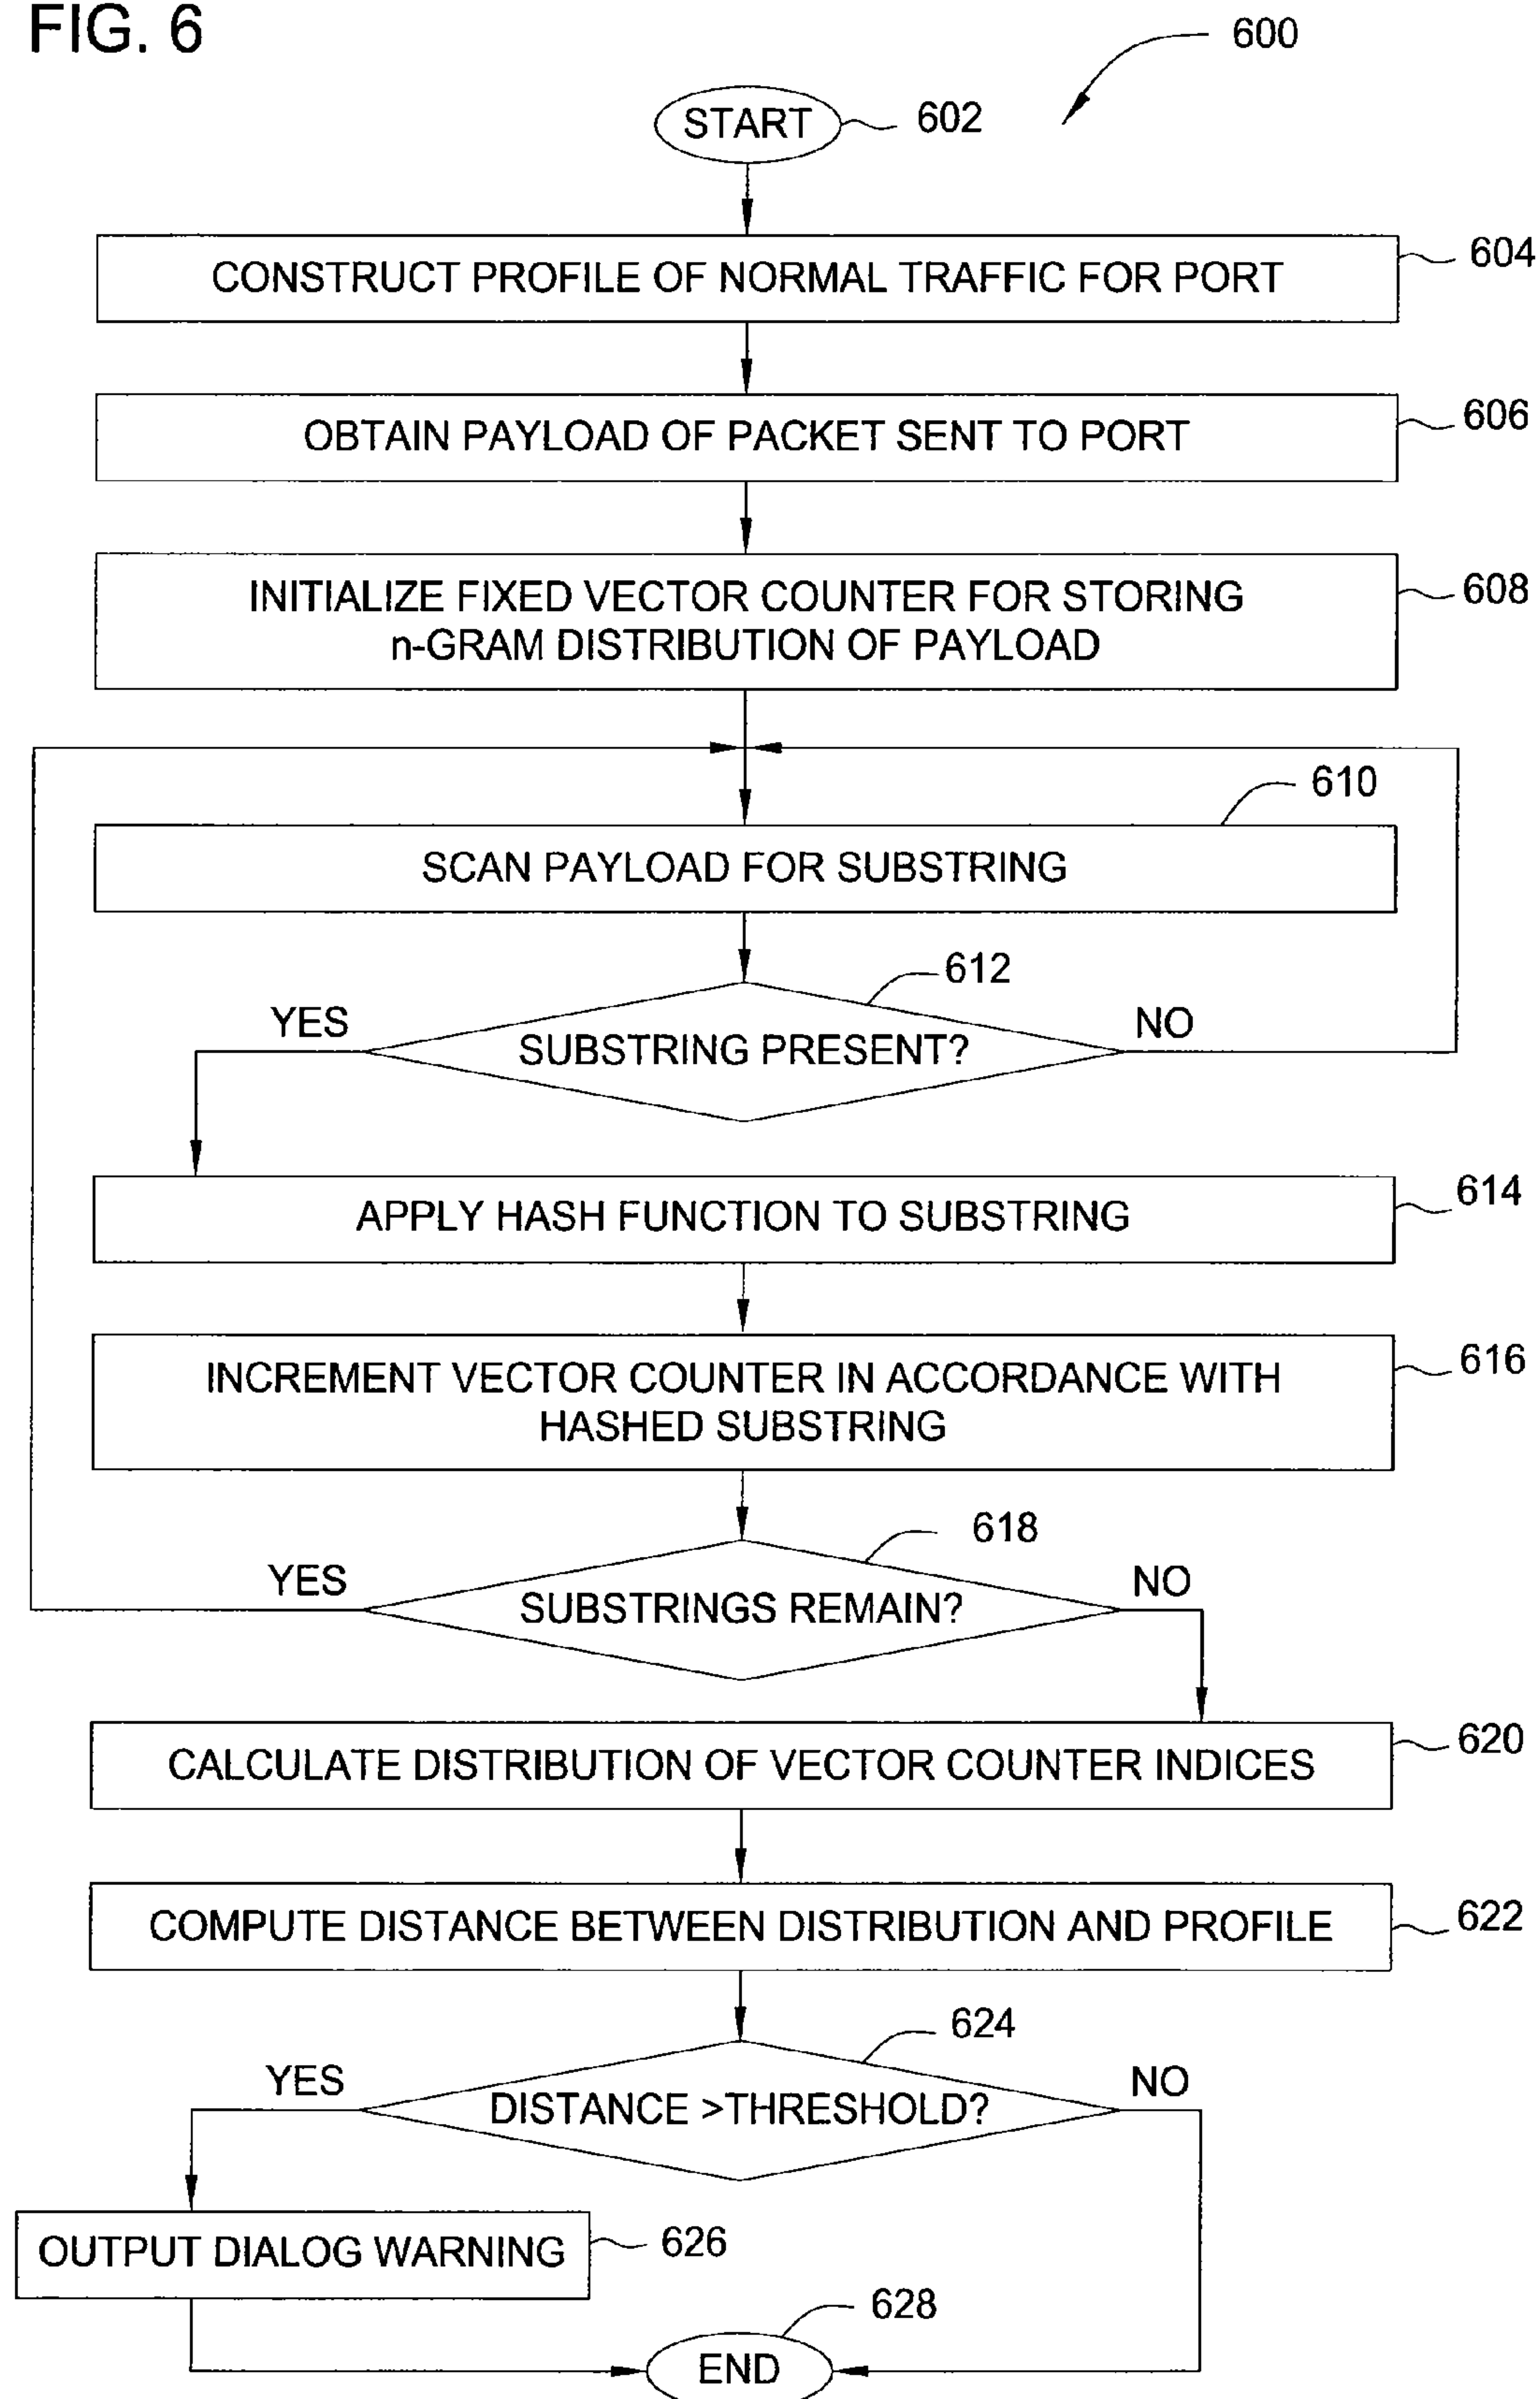 FIG. 6
600
START
602
CONSTRUCT PROFILE OF NORMAL TRAFFIC FOR PORT
604
OBTAIN PAYLOAD OF PACKET SENT TO PORT
606
INITIALIZE FIXED VECTOR COUNTER FOR STORING
n-GRAM DISTRIBUTION OF PAYLOAD
608
610
SCAN PAYLOAD FOR SUBSTRING
612
YES
SUBSTRING PRESENT?
NO
APPLY HASH FUNCTION TO SUBSTRING
614
INCREMENT VECTOR COUNTER IN ACCORDANCE WITH
HASHED SUBSTRING
616
618
YES
SUBSTRINGS REMAIN?
NO
CALCULATE DISTRIBUTION OF VECTOR COUNTER INDICES
620
COMPUTE DISTANCE BETWEEN DISTRIBUTION AND PROFILE
622
624
YES
DISTANCE >THRESHOLD?
NO
OUTPUT DIALOG WARNING
626
628
END